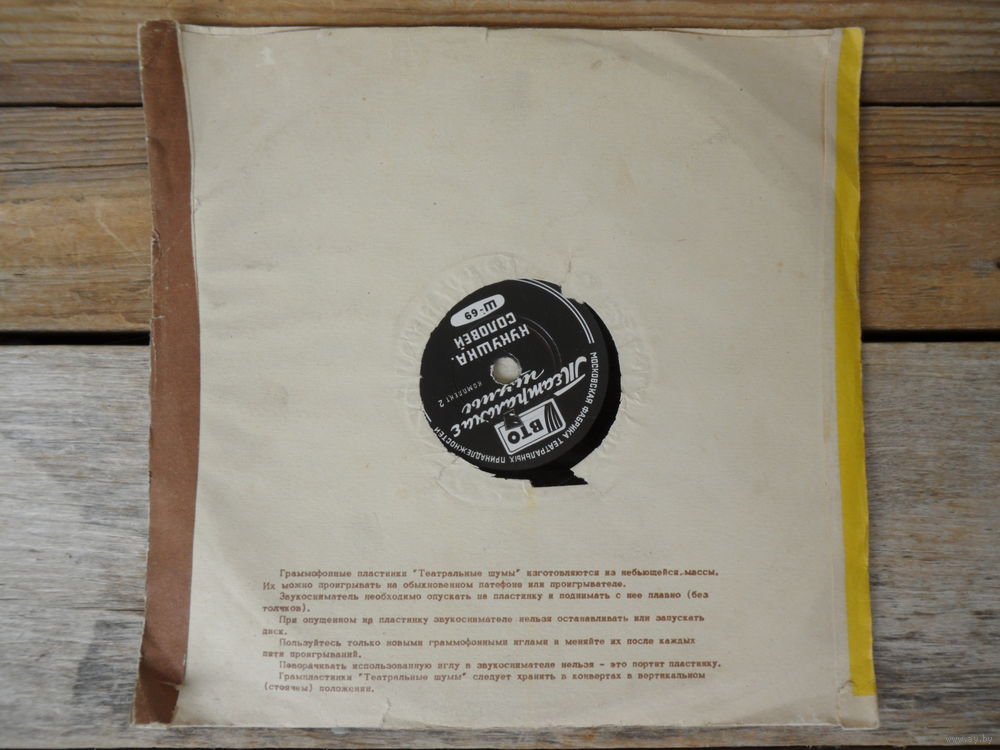 МОСКОВСКАЯ ФАБРИКА ТЕАТРАЛЬНЫХ ПРИНАДЛЕЖНОСТЕЙ
ВТО
Театральные
шумы
КОМПЛЕКТ 2
КУКУШКА.
СОЛОВЕЙ
Ш-69
Граммофонные пластинки "Театральные шумы" изготовляются из небьющейся массы.
Их можно проигрывать на обыкновенном патефоне или проигрывателе.
Звукосниматель необходимо опускать на пластинку и поднимать с нее плавно (без
толчков).
При опущенном на пластинку звукоснимателе нельзя останавливать или запускать
диск.
Пользуйтесь только новыми граммофонными иглами и меняйте их после каждых
пяти проигрываний.
Поворачивать использованную иглу в звукоснимателе нельзя - это портит пластинку.
Грампластинки "Театральные шумы" следует хранить в конвертах в вертикальном
(стоячем) положении.
www.ay.by